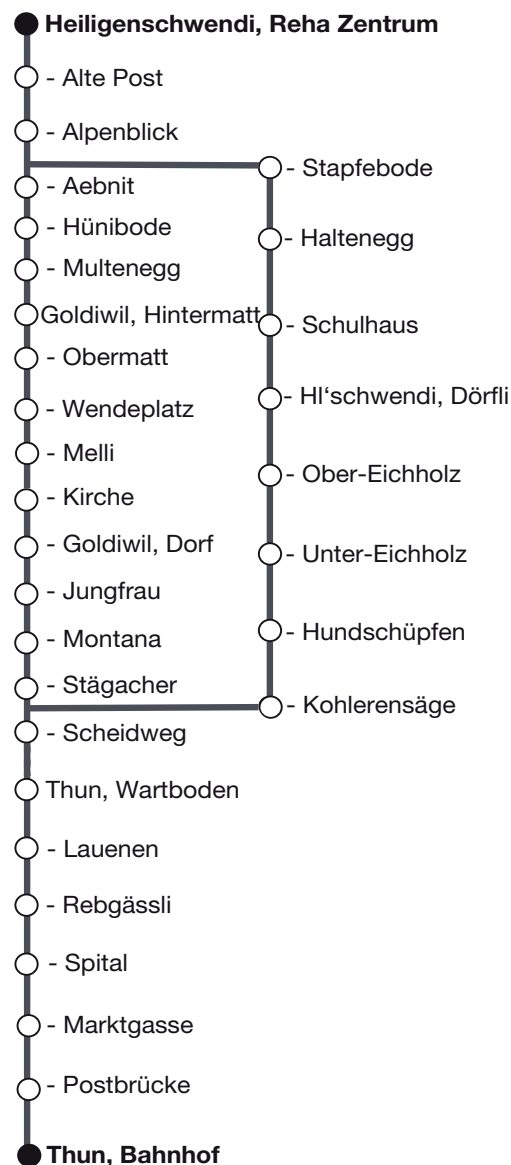 Heiligenschwendi, Reha Zentrum
- Alte Post
- Alpenblick
- Aebnit
- Hünibode
- Multenegg
Goldiwil, Hintermatt
- Obermatt
- Wendeplatz
- Melli
- Kirche
- Goldiwil, Dorf
- Jungfrau
- Montana
- Stägacher
- Scheidweg
Thun, Wartboden
- Lauenen
- Rebgässli
- Spital
- Marktgasse
- Postbrücke
Thun, Bahnhof
- Stapfebode
- Haltenegg
- Schulhaus
- Hl‘schwendi, Dörfli
- Ober-Eichholz
- Unter-Eichholz
- Hundschüpfen
- Kohlerensäge